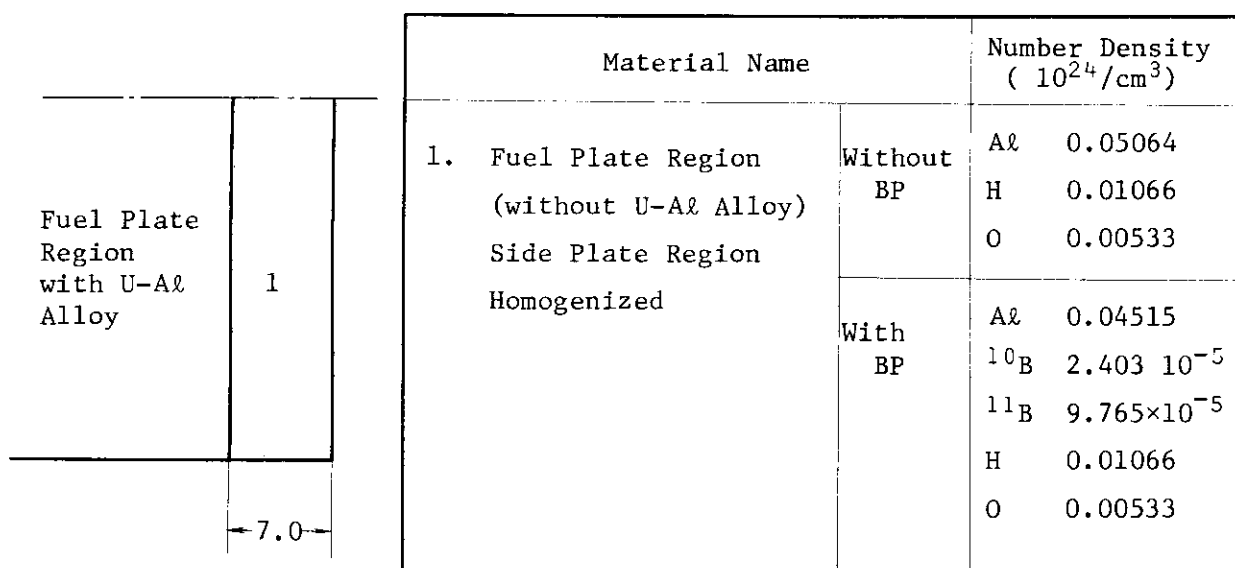 Fuel Plate
Region
with U-Aℓ
Alloy
1
7.0
Material Name
Number Density
( 10²⁴/cm³)
1. Fuel Plate Region
(without U-Aℓ Alloy)
Side Plate Region
Homogenized
Without
BP
Aℓ 0.05064
H 0.01066
O 0.00533
With
BP
Aℓ 0.04515
¹⁰B 2.403 10⁻⁵
¹¹B 9.765×10⁻⁵
H 0.01066
O 0.00533